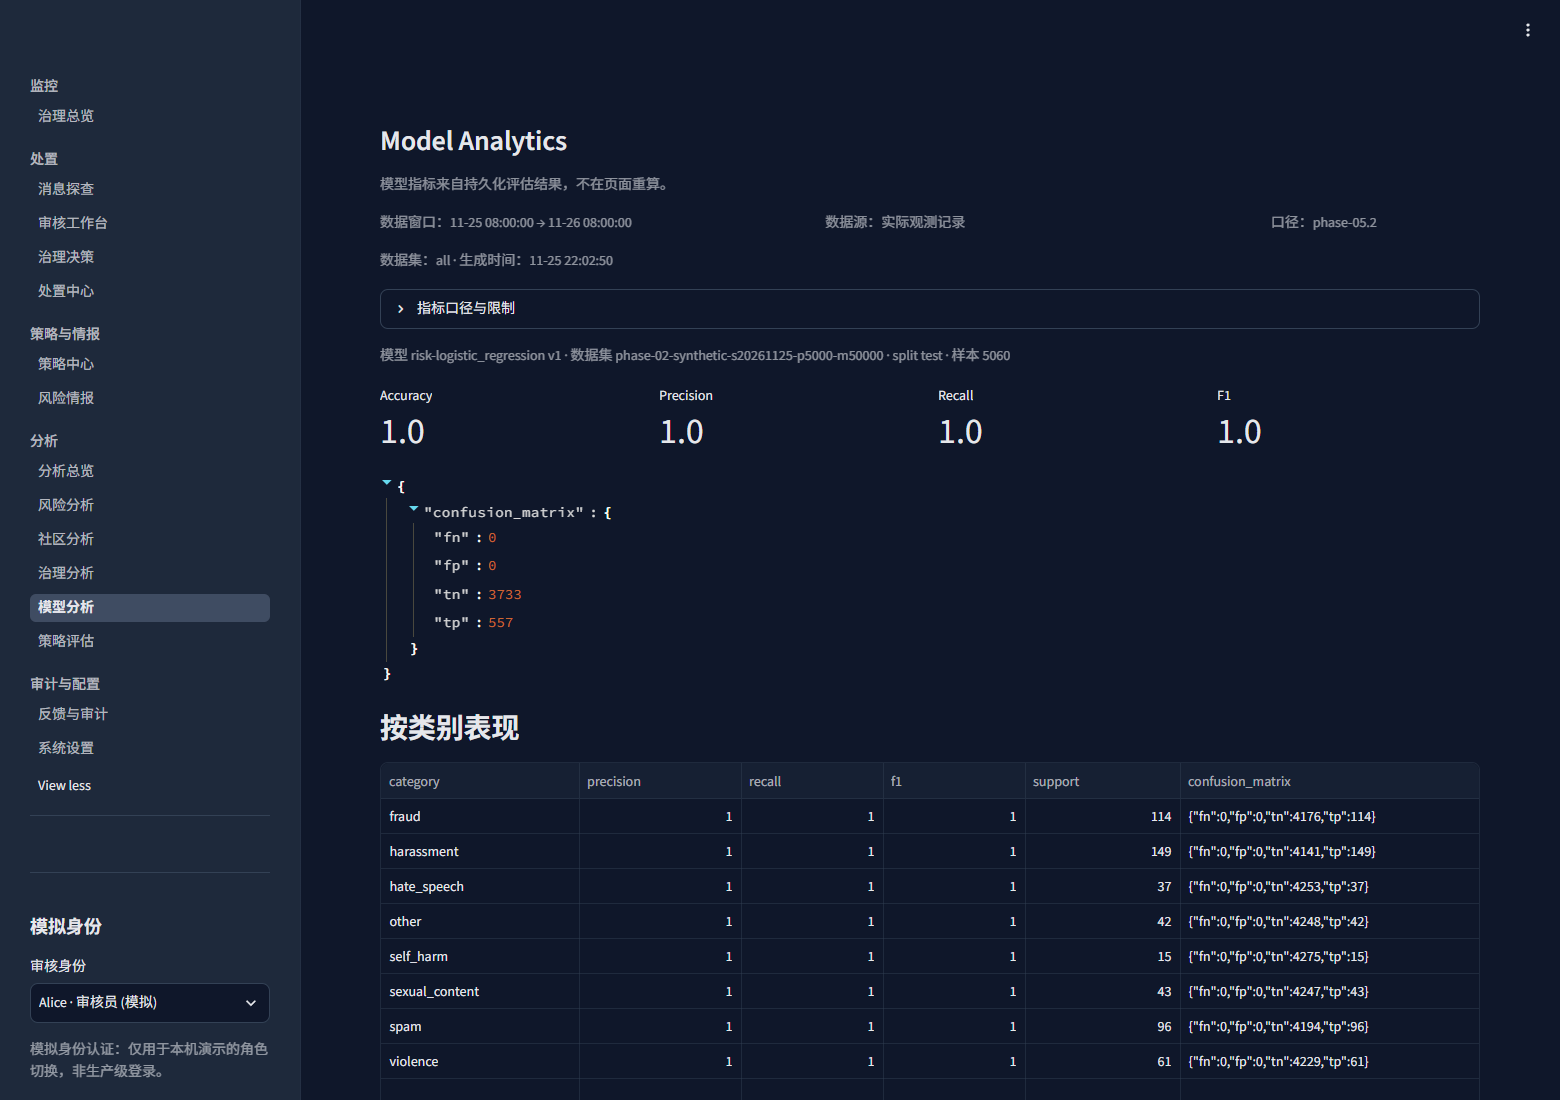 监控
治理总览
处置
消息探查
审核工作台
治理决策
处置中心
策略与情报
策略中心
风险情报
分析
分析总览
风险分析
社区分析
治理分析
模型分析
策略评估
审计与配置
反馈与审计
系统设置
View less
模拟身份
审核身份
Alice · 审核员 (模拟)
模拟身份认证：仅用于本机演示的角色
切换，非生产级登录。
Model Analytics
模型指标来自持久化评估结果，不在页面重算。
数据窗口：11-25 08:00:00 → 11-26 08:00:00 数据源：实际观测记录 口径：phase-05.2
数据集：all · 生成时间：11-25 22:02:50
指标口径与限制
模型 risk-logistic_regression v1 · 数据集 phase-02-synthetic-s20261125-p5000-m50000 · split test · 样本 5060
Accuracy Precision Recall F1
1.0 1.0 1.0 1.0
{
"confusion_matrix" : {
"fn" : 0
"fp" : 0
"tn" : 3733
"tp" : 557
}
}
按类别表现
category precision recall f1 support confusion_matrix
fraud 1 1 1 114 {"fn":0,"fp":0,"tn":4176,"tp":114}
harassment 1 1 1 149 {"fn":0,"fp":0,"tn":4141,"tp":149}
hate_speech 1 1 1 37 {"fn":0,"fp":0,"tn":4253,"tp":37}
other 1 1 1 42 {"fn":0,"fp":0,"tn":4248,"tp":42}
self_harm 1 1 1 15 {"fn":0,"fp":0,"tn":4275,"tp":15}
sexual_content 1 1 1 43 {"fn":0,"fp":0,"tn":4247,"tp":43}
spam 1 1 1 96 {"fn":0,"fp":0,"tn":4194,"tp":96}
violence 1 1 1 61 {"fn":0,"fp":0,"tn":4229,"tp":61}